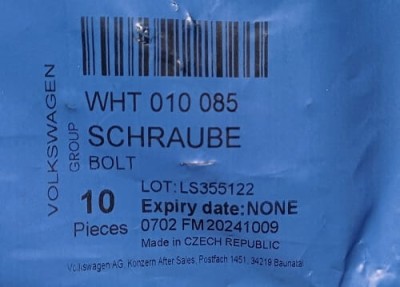 VOLKSWAGEN
GROUP
WHT 010 085
SCHRAUBE
BOLT
10
Pieces
LOT: LS355122
Expiry date: NONE
0702 FM20241009
Made in CZECH REPUBLIC
Volkswagen AG, Konzern After Sales, Postfach 1451, 34219 Baunatal